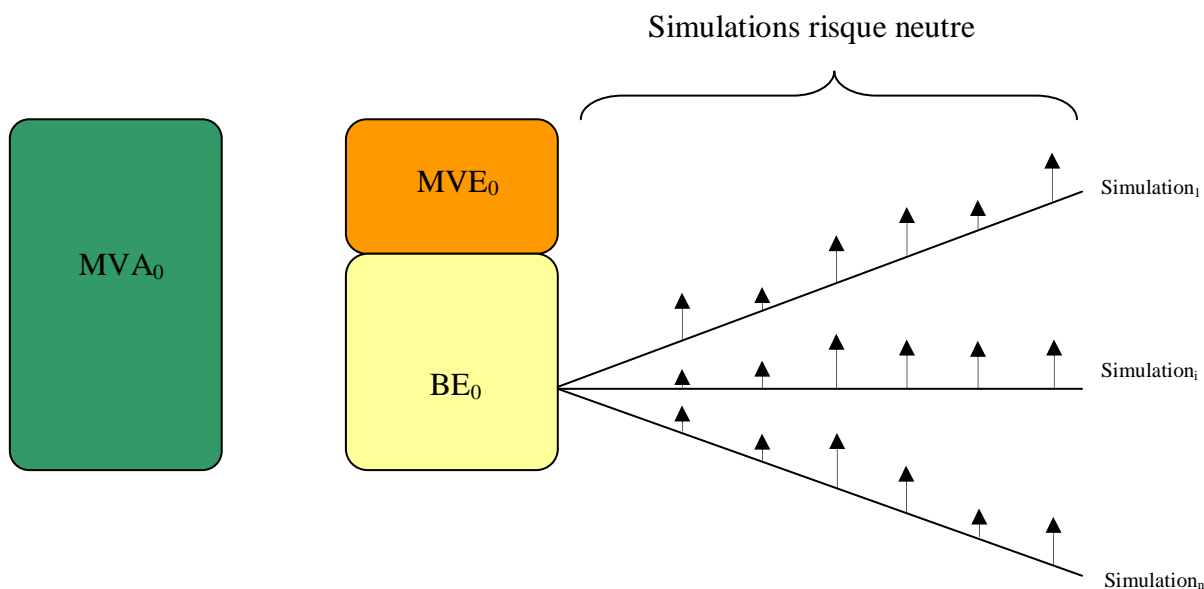 Simulations risque neutre
MVA₀
MVE₀
BE₀
Simulation₁
Simulationᵢ
Simulationₙ